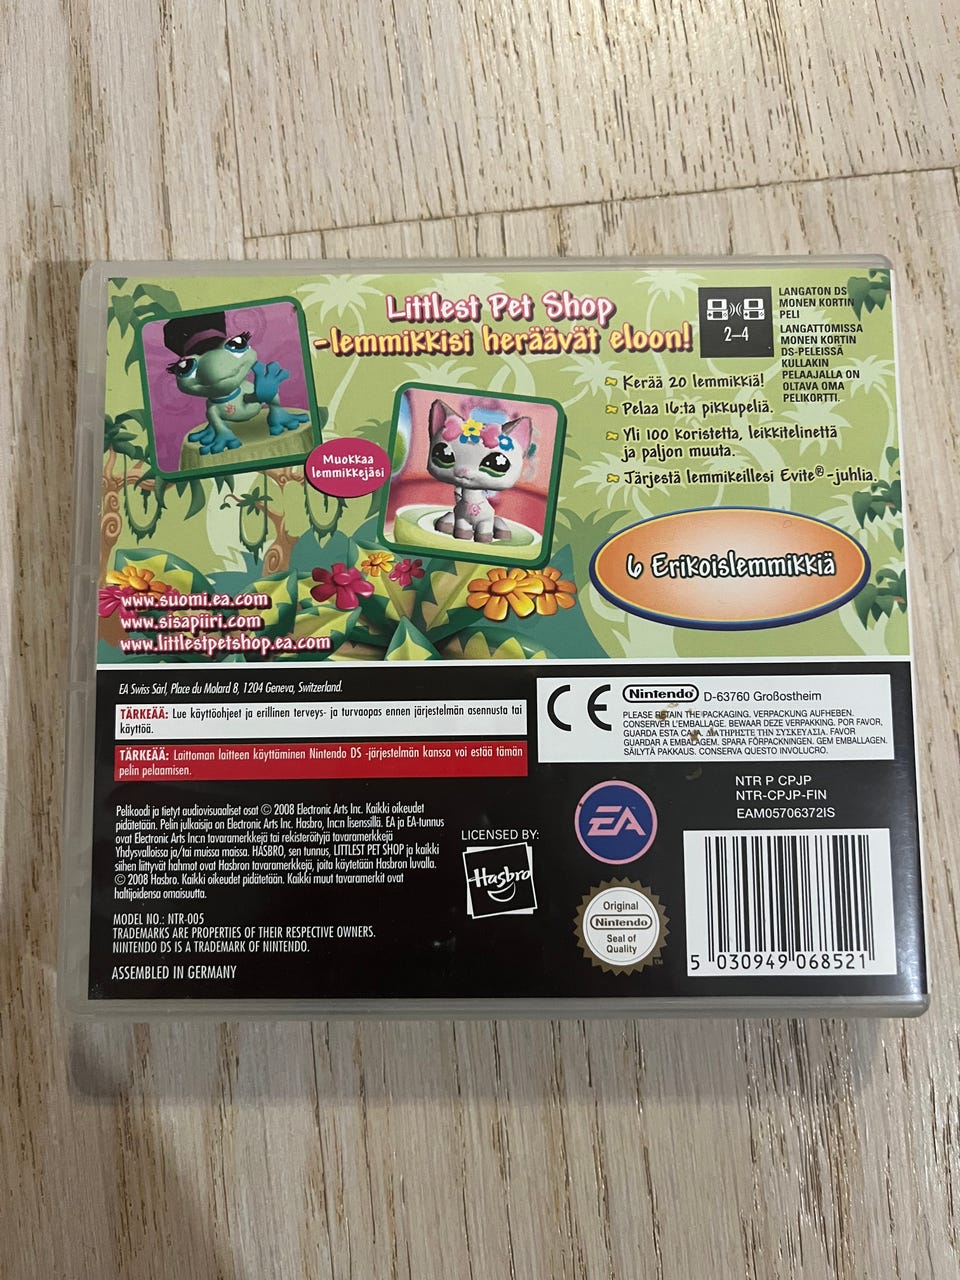 Littlest Pet Shop
-lemmikkisi heräävät eloon!
2–4
LANGATON DS
MONEN KORTIN
PELI
LANGATTOMISSA
MONEN KORTIN
DS-PELEISSÄ
KULLAKIN
PELAAJALLA ON
OLTAVA OMA
PELIKORTTI.
Kerää 20 lemmikkiä!
Pelaa 16:ta pikkupeliä.
Yli 100 koristetta, leikkitelinettä
ja paljon muuta.
Järjestä lemmikeillesi Evite®-juhlia.
Muokkaa
lemmikkejäsi
6 Erikoislemmikkiä
www.suomi.ea.com
www.sisapiiri.com
www.littlestpetshop.ea.com
EA Swiss Sàrl, Place du Molard 8, 1204 Geneva, Switzerland.
TÄRKEÄÄ: Lue käyttöohjeet ja erillinen terveys- ja turvaopas ennen järjestelmän asennusta tai
käyttöä.
TÄRKEÄÄ: Laittoman laitteen käyttäminen Nintendo DS -järjestelmän kanssa voi estää tämän
pelin pelaamisen.
CE
Nintendo® D-63760 Großostheim
PLEASE RETAIN THE PACKAGING. VERPACKUNG AUFHEBEN.
CONSERVER L'EMBALLAGE. BEWAAR DEZE VERPAKKING. POR FAVOR,
GUARDA ESTA CAJA. ΔΙΑΤΗΡΗΣΤΕ ΤΗΝ ΣΥΣΚΕΥΑΣΙΑ. FAVOR
GUARDAR A EMBALAGEM. SPARA FÖRPACKNINGEN. GEM EMBALLAGEN.
SÄILYTÄ PAKKAUS. CONSERVA QUESTO INVOLUCRO.
Pelikoodi ja tietyt audiovisuaaliset osat © 2008 Electronic Arts Inc. Kaikki oikeudet
pidätetään. Pelin julkaisija on Electronic Arts Inc. Hasbro, Inc:n lisenssillä. EA ja EA-tunnus
ovat Electronic Arts Inc:n tavaramerkkejä tai rekisteröityjä tavaramerkkejä
Yhdysvalloissa ja/tai muissa maissa. HASBRO, sen tunnus, LITTLEST PET SHOP ja kaikki
siihen liittyvät hahmot ovat Hasbron tavaramerkkejä, joita käytetään Hasbron luvalla.
© 2008 Hasbro. Kaikki oikeudet pidätetään. Kaikki muut tavaramerkit ovat
haltijoidensa omaisuutta.
MODEL NO.: NTR-005
TRADEMARKS ARE PROPERTIES OF THEIR RESPECTIVE OWNERS.
NINTENDO DS IS A TRADEMARK OF NINTENDO.
ASSEMBLED IN GERMANY
LICENSED BY:
Hasbro
EA
Original
Nintendo
Seal of
Quality
TM
NTR P CPJP
NTR-CPJP-FIN
EAM05706372IS
5 030949 068521